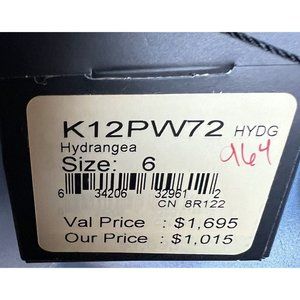 K12PW72 HYDG
Hydrangea
964
Size: 6
6 34206 32961 2
CN 8R122
Val Price : $1,695
Our Price : $1,015